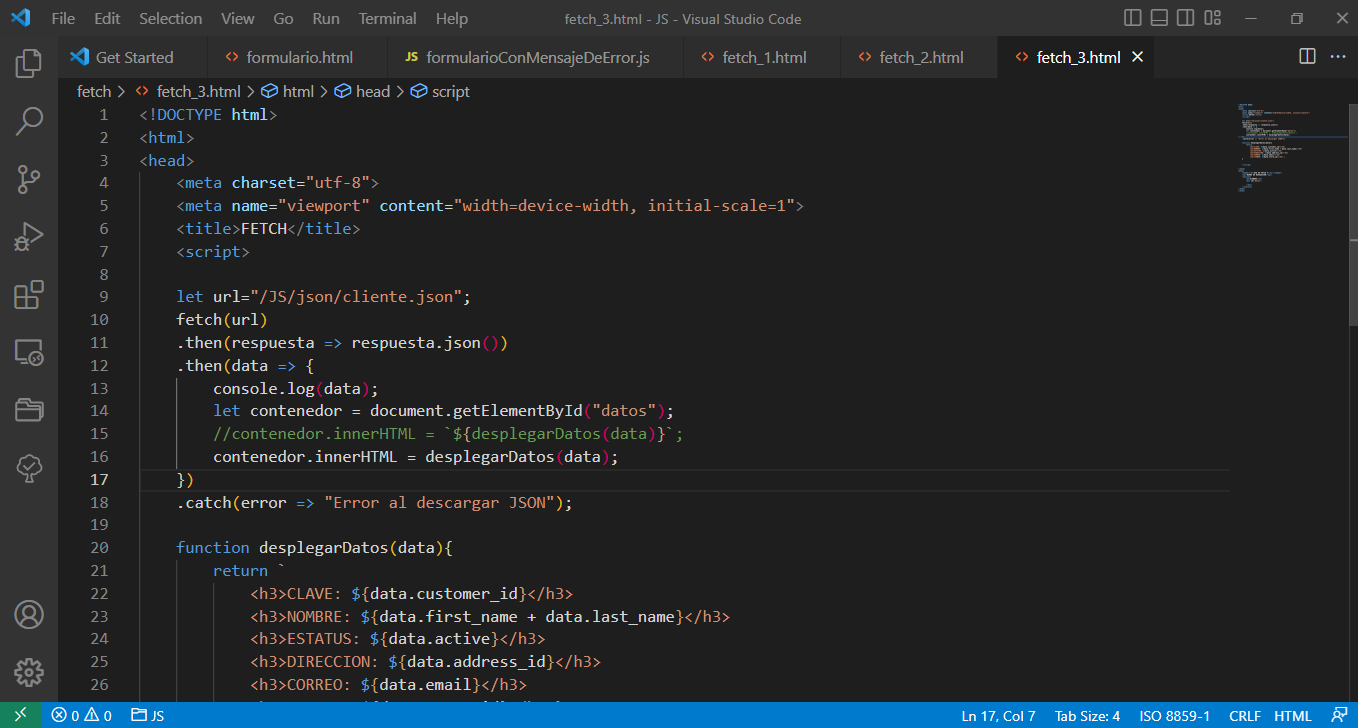 File Edit Selection View Go Run Terminal Help fetch_3.html - JS - Visual Studio Code
Get Started formulario.html JS formularioConMensajeDeError.js fetch_1.html fetch_2.html fetch_3.html
fetch > fetch_3.html > html > head > script
1 <!DOCTYPE html>
2 <html>
3 <head>
4 <meta charset="utf-8">
5 <meta name="viewport" content="width=device-width, initial-scale=1">
6 <title>FETCH</title>
7 <script>
8
9 let url="/JS/json/cliente.json";
10 fetch(url)
11 .then(respuesta => respuesta.json())
12 .then(data => {
13 console.log(data);
14 let contenedor = document.getElementById("datos");
15 //contenedor.innerHTML = `${desplegarDatos(data)}`;
16 contenedor.innerHTML = desplegarDatos(data);
17 })
18 .catch(error => "Error al descargar JSON");
19
20 function desplegarDatos(data){
21 return `
22 <h3>CLAVE: ${data.customer_id}</h3>
23 <h3>NOMBRE: ${data.first_name + data.last_name}</h3>
24 <h3>ESTATUS: ${data.active}</h3>
25 <h3>DIRECCION: ${data.address_id}</h3>
26 <h3>CORREO: ${data.email}</h3>
0 0 JS Ln 17, Col 7 Tab Size: 4 ISO 8859-1 CRLF HTML